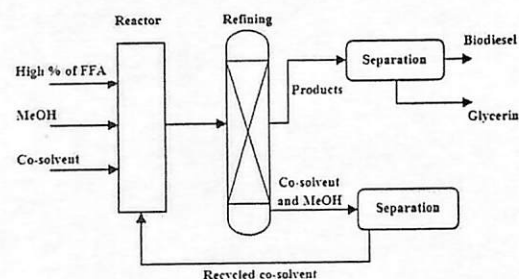 Reactor
Refining
High % of FFA
MeOH
Co-solvent
Products
Separation
Biodiesel
Glycerin
Co-solvent
and MeOH
Separation
Recycled co-solvent